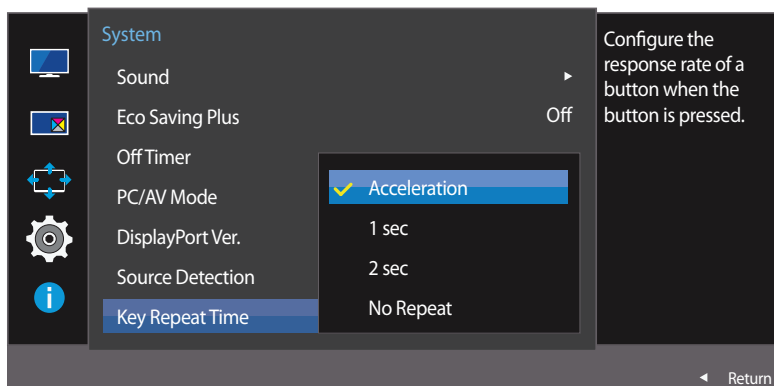 System
Sound
Eco Saving Plus Off
Off Timer
PC/AV Mode
DisplayPort Ver.
Source Detection
Key Repeat Time
Acceleration
1 sec
2 sec
No Repeat
Configure the
response rate of a
button when the
button is pressed.
Return